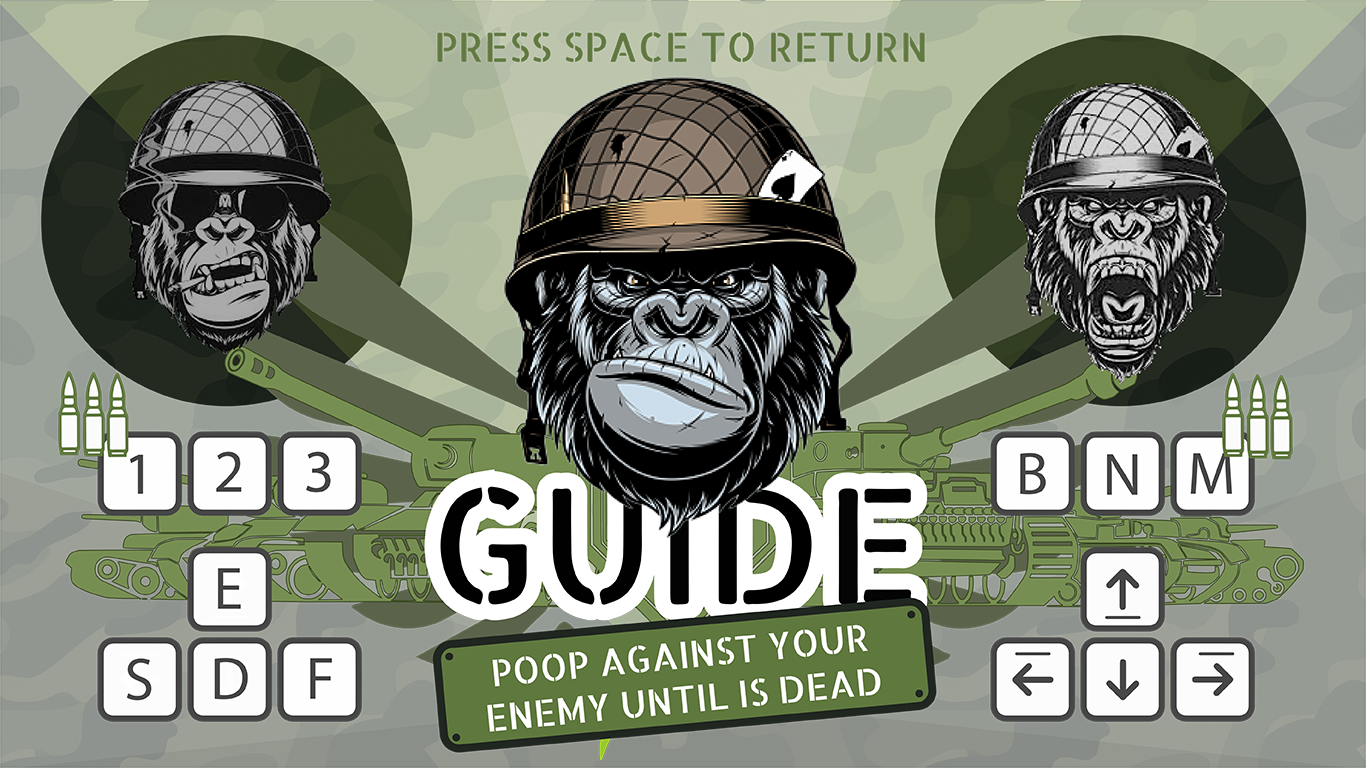 PRESS SPACE TO RETURN
1 2 3
B N M
E
↑
S D F
← ↓ →
GUIDE
POOP AGAINST YOUR
ENEMY UNTIL IS DEAD